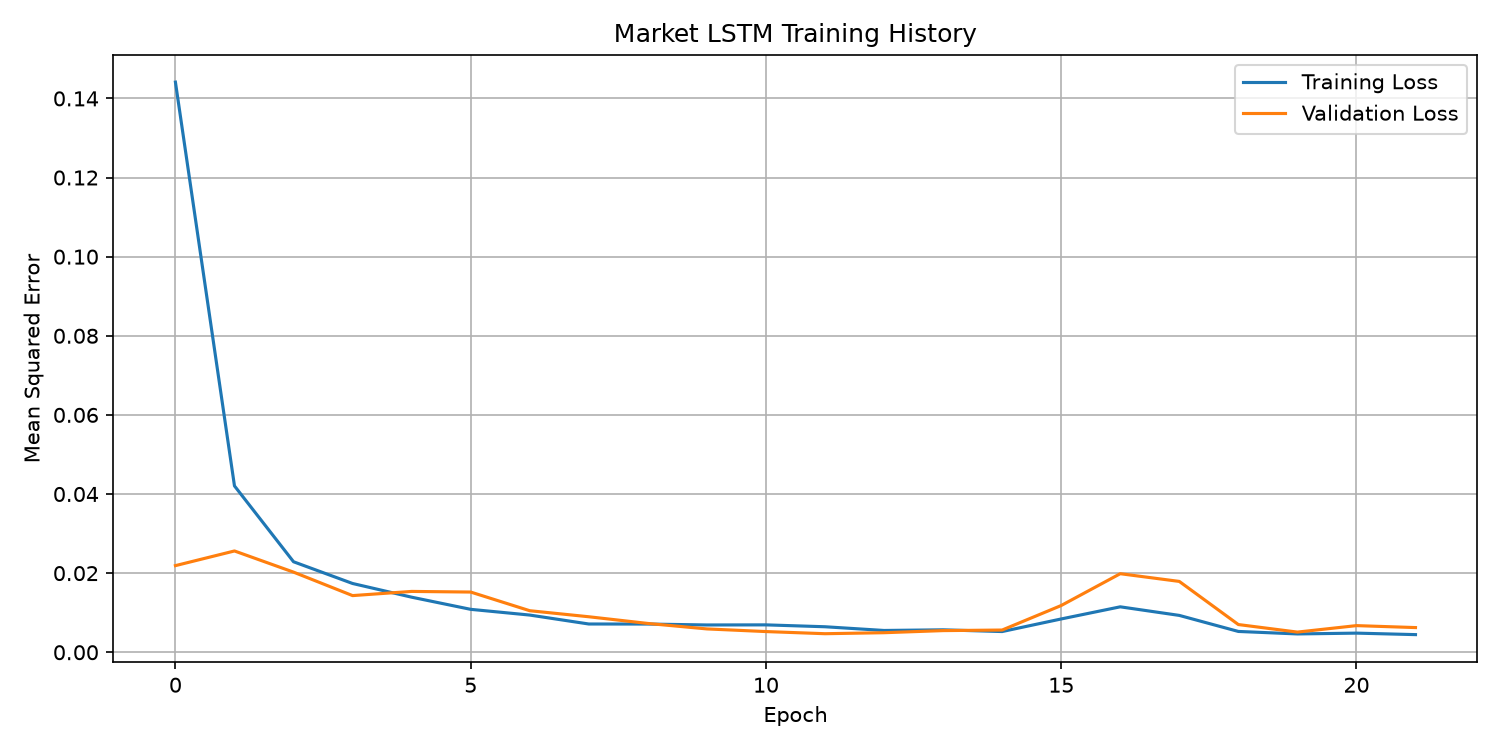 Market LSTM Training History
Training Loss
Validation Loss
Mean Squared Error
0.14
0.12
0.10
0.08
0.06
0.04
0.02
0.00
0 5 10 15 20
Epoch